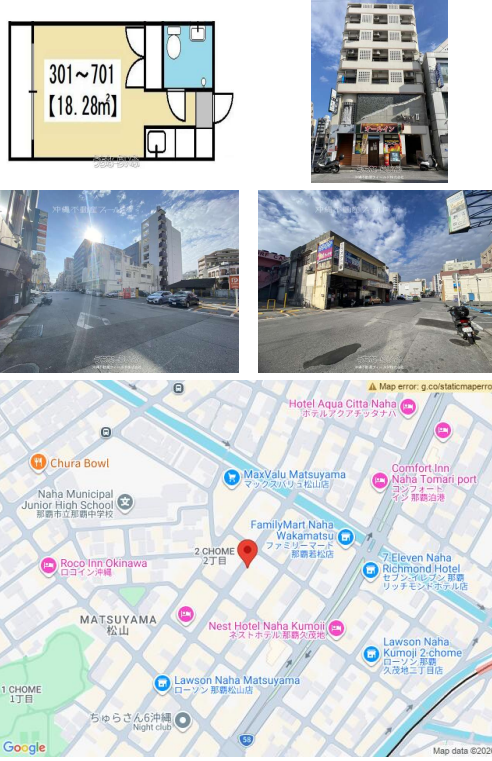 301～701
【18.28㎡】
Map error: g.co/staticmaperro
Hotel Aqua Citta Naha
ホテルアクアチッタナハ
Chura Bowl
MaxValu Matsuyama
マックスバリュ松山店
Comfort Inn
Naha Tomari port
コンフォート
イン 那覇泊港
Naha Municipal
Junior High School
那覇市立那覇中学校
FamilyMart Naha
Wakamatsu
ファミリーマート
那覇若松店
2 CHOME
2丁目
7 Eleven Naha
Richmond Hotel
セブン-イレブン 那覇
リッチモンドホテル店
Roco Inn Okinawa
ロコイン沖縄
MATSUYAMA
松山
Nest Hotel Naha Kumoji
ネストホテル那覇久茂地
Lawson Naha
Kumoji 2-chome
ローソン 那覇
久茂地二丁目店
Lawson Naha Matsuyama
ローソン 那覇松山店
1 CHOME
1丁目
ちゅらさん6沖縄
Night club
58
Google
Map data ©2026